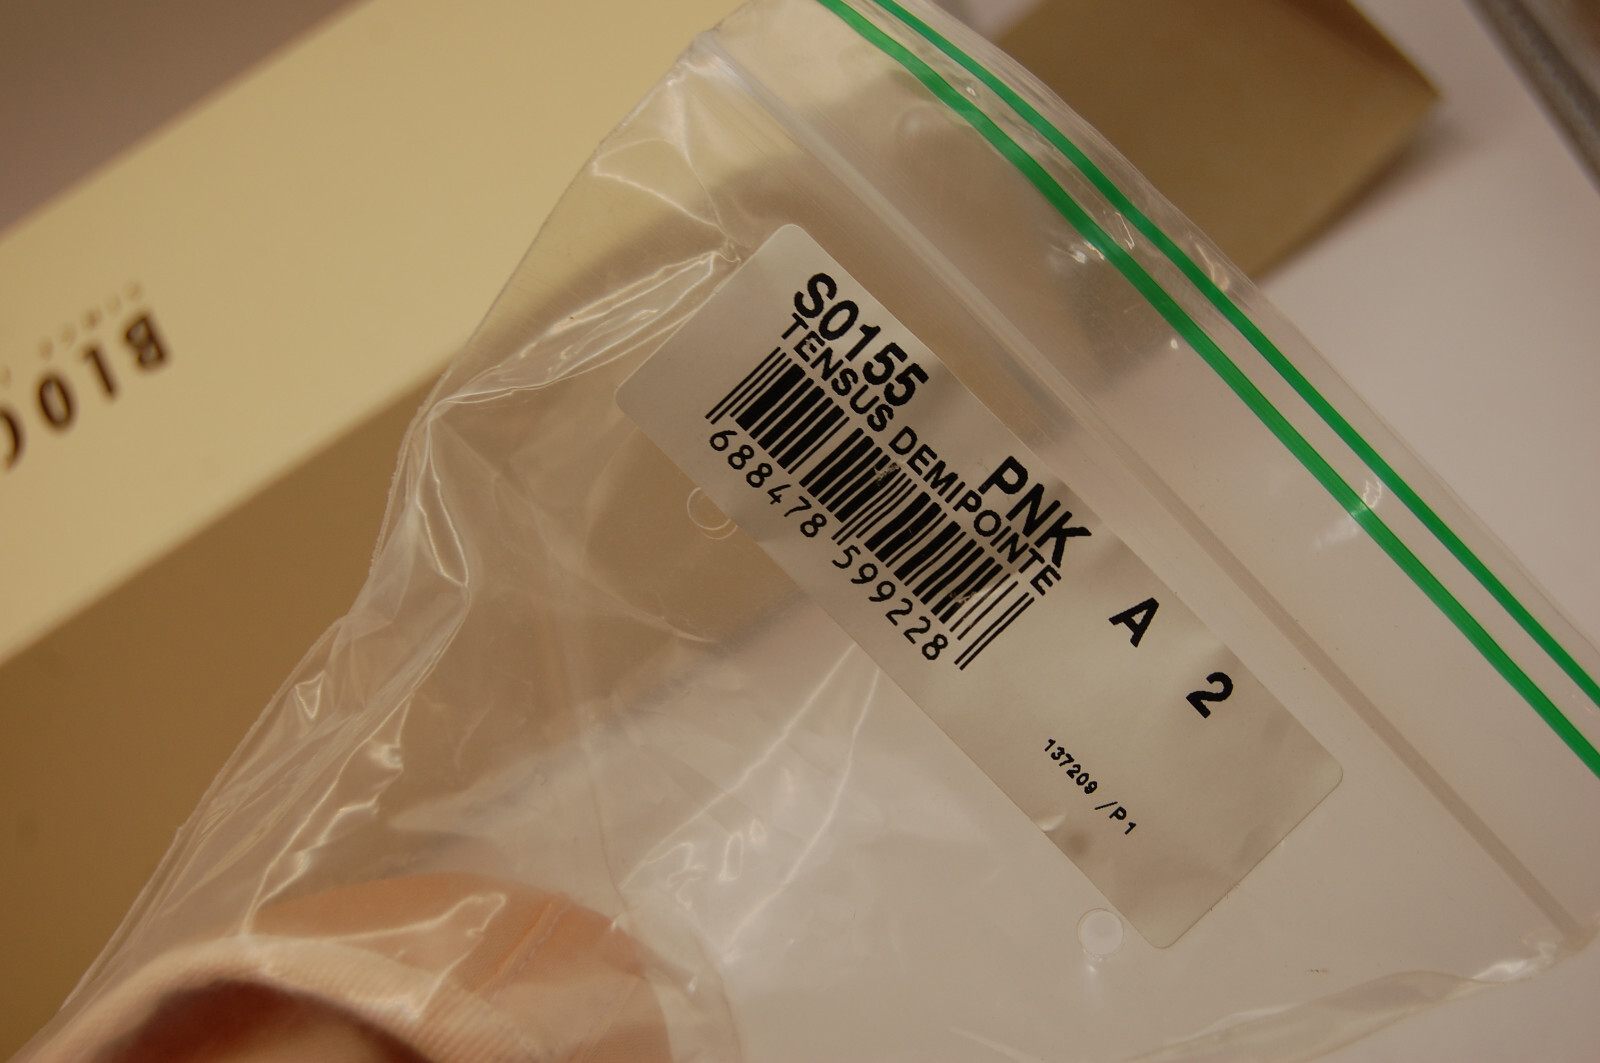 S0155 PNK A 2
TENSUS DEMIPOINTE
688478 599228
137209 /P1
BLOC